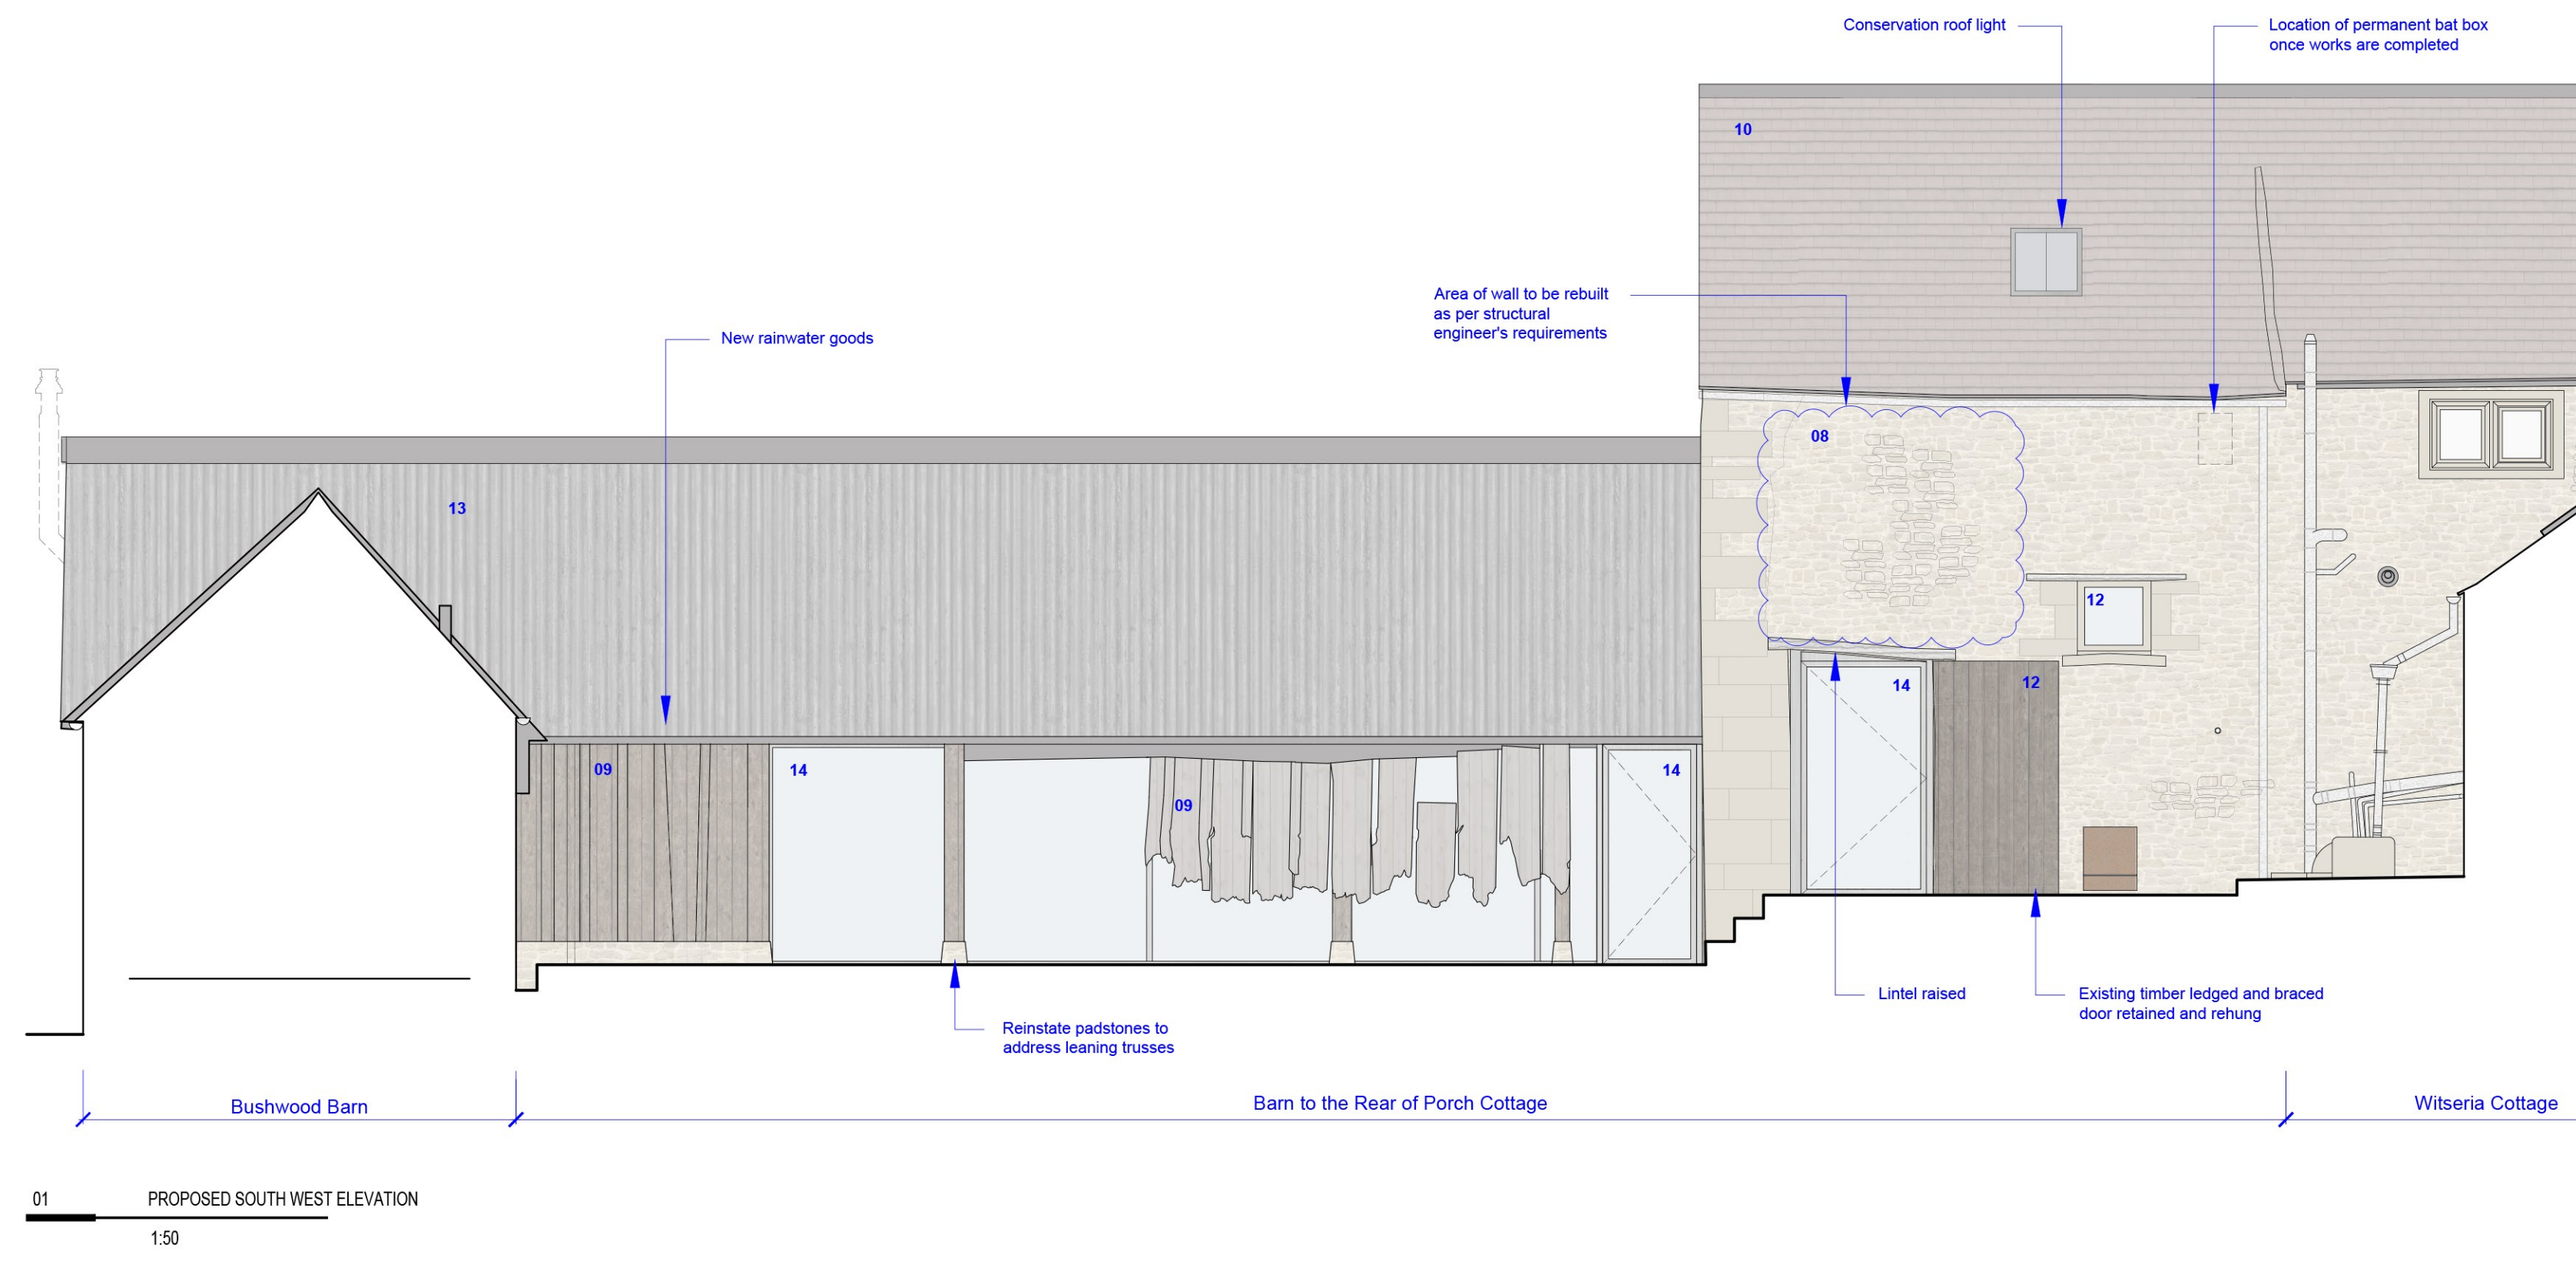 Conservation roof light
Location of permanent bat box
once works are completed
10
Area of wall to be rebuilt
as per structural
engineer's requirements
New rainwater goods
08
13
12
14
12
09
14
14
09
Lintel raised
Existing timber ledged and braced
door retained and rehung
Reinstate padstones to
address leaning trusses
Bushwood Barn
Barn to the Rear of Porch Cottage
Witseria Cottage
01
PROPOSED SOUTH WEST ELEVATION
1:50